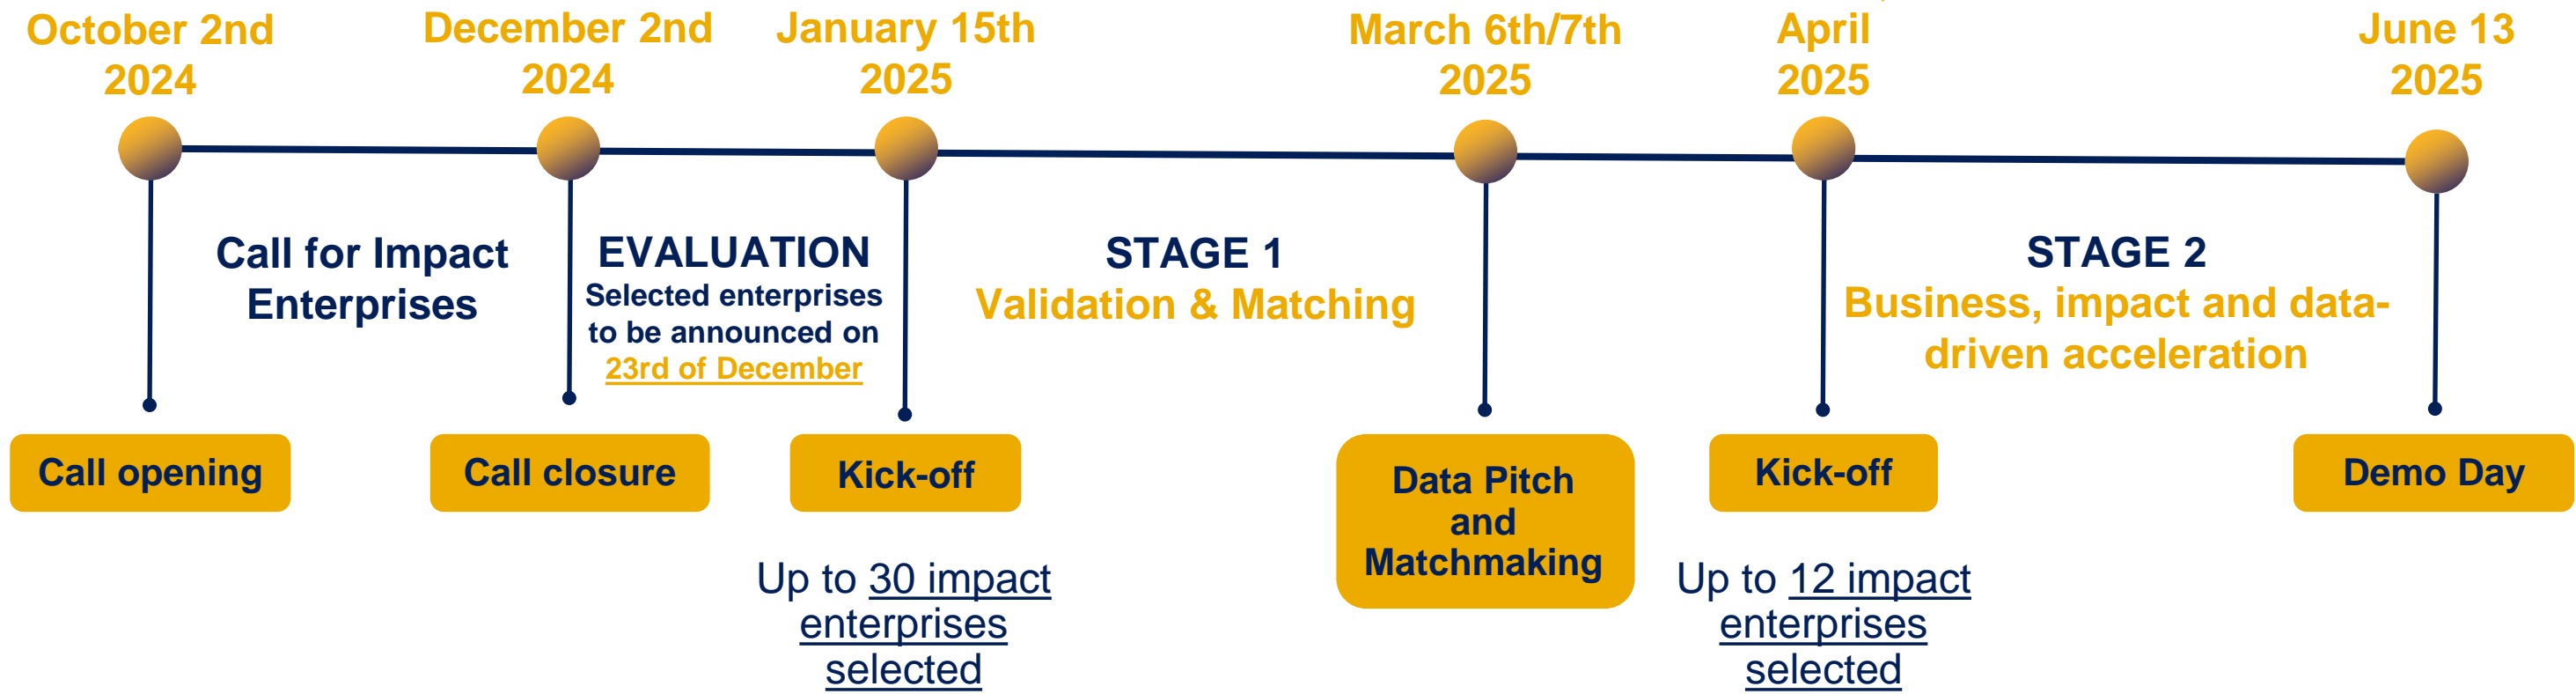 October 2nd
2024
December 2nd
2024
January 15th
2025
March 6th/7th
2025
April
2025
June 13
2025
Call for Impact
Enterprises
EVALUATION
Selected enterprises
to be announced on
23rd of December
STAGE 1
Validation & Matching
STAGE 2
Business, impact and data-
driven acceleration
Call opening
Call closure
Kick-off
Data Pitch
and
Matchmaking
Kick-off
Demo Day
Up to 30 impact
enterprises
selected
Up to 12 impact
enterprises
selected